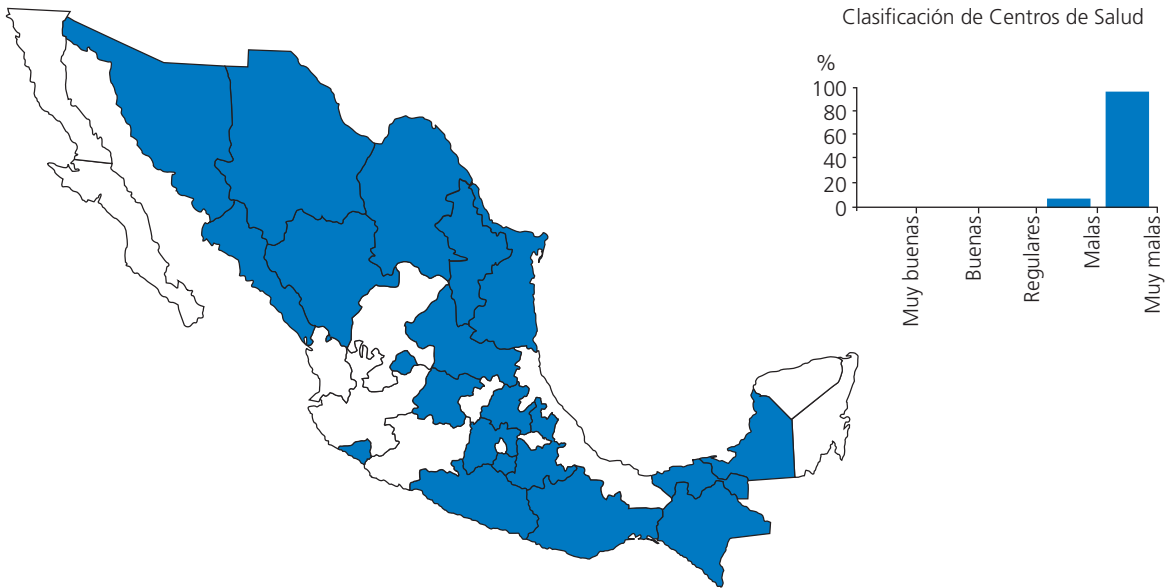 Clasificación de Centros de Salud
%
100
80
60
40
20
0
Muy buenas
Buenas
Regulares
Malas
Muy malas